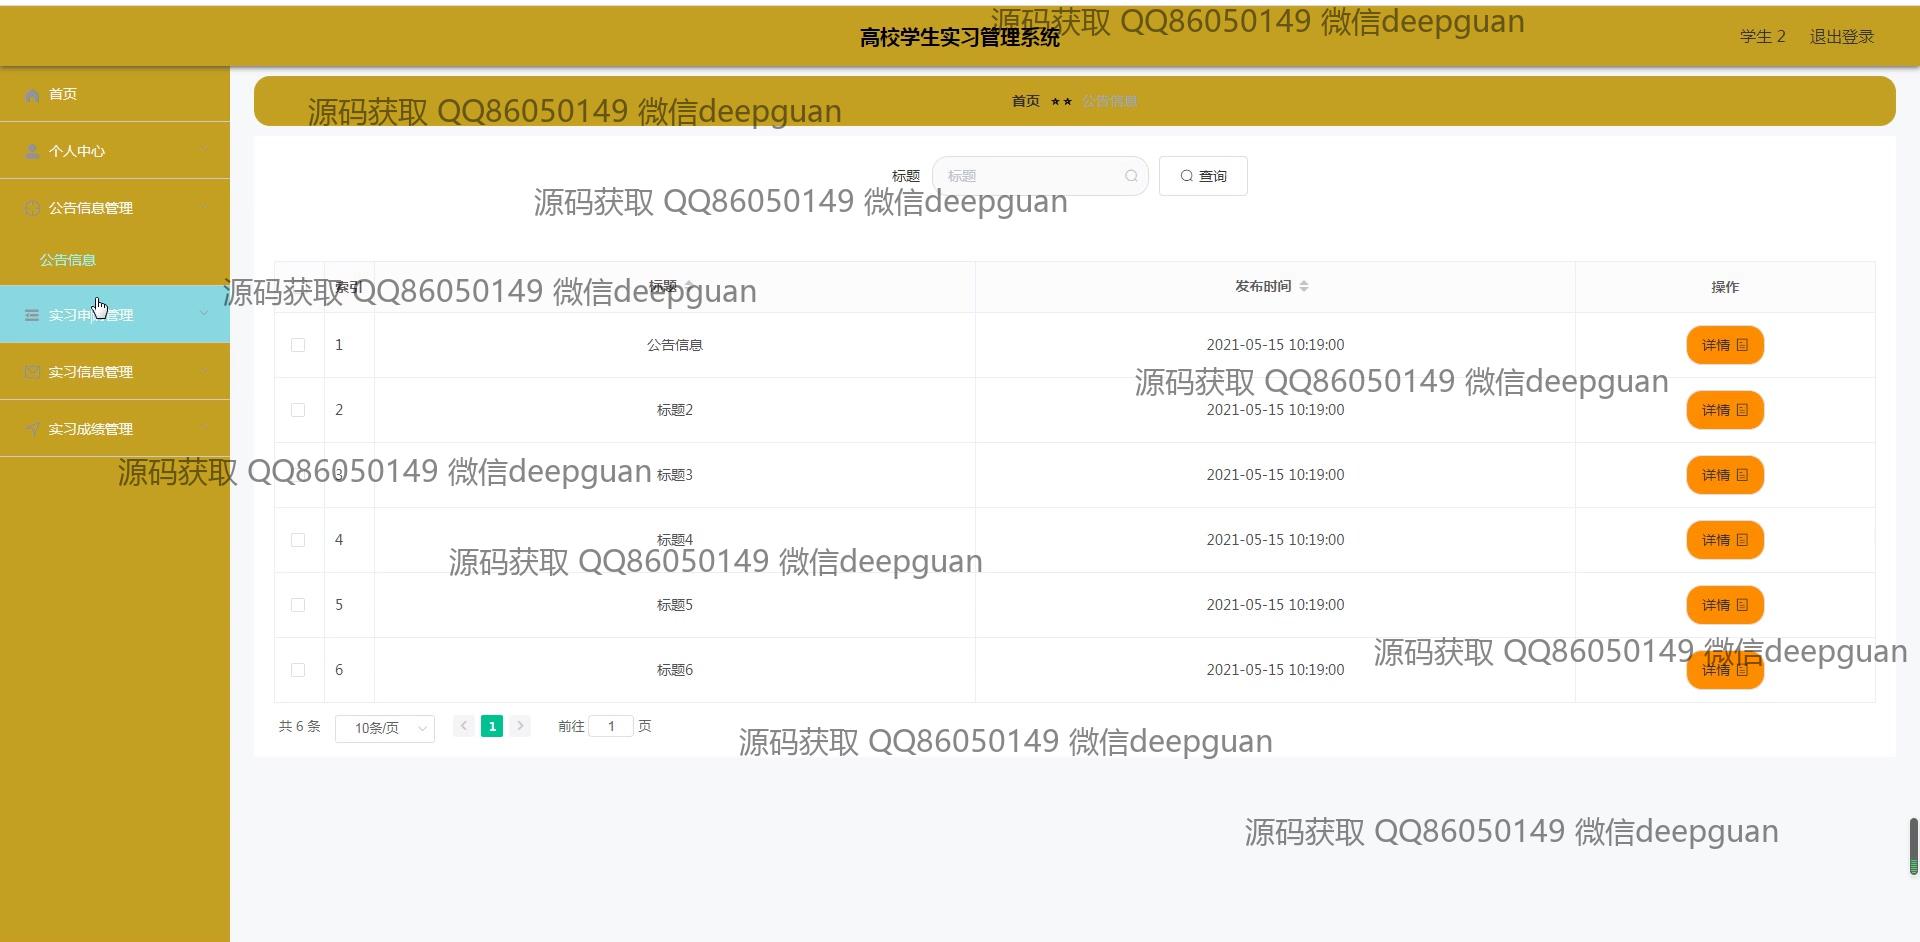 源码获取 QQ86050149 微信deepguan
高校学生实习管理系统
学生 2 退出登录
首页
个人中心
公告信息管理
公告信息
实习申请管理
实习信息管理
实习成绩管理
首页 ★★ 公告信息
源码获取 QQ86050149 微信deepguan
标题 标题 查询
源码获取 QQ86050149 微信deepguan
索引 标题 发布时间 操作
源码获取 QQ86050149 微信deepguan
1 公告信息 2021-05-15 10:19:00 详情
源码获取 QQ86050149 微信deepguan
2 标题2 2021-05-15 10:19:00 详情
3 标题3 2021-05-15 10:19:00 详情
源码获取 QQ86050149 微信deepguan
4 标题4 2021-05-15 10:19:00 详情
源码获取 QQ86050149 微信deepguan
5 标题5 2021-05-15 10:19:00 详情
源码获取 QQ86050149 微信deepguan
6 标题6 2021-05-15 10:19:00 详情
共 6 条 10条/页 1 前往 1 页
源码获取 QQ86050149 微信deepguan
源码获取 QQ86050149 微信deepguan